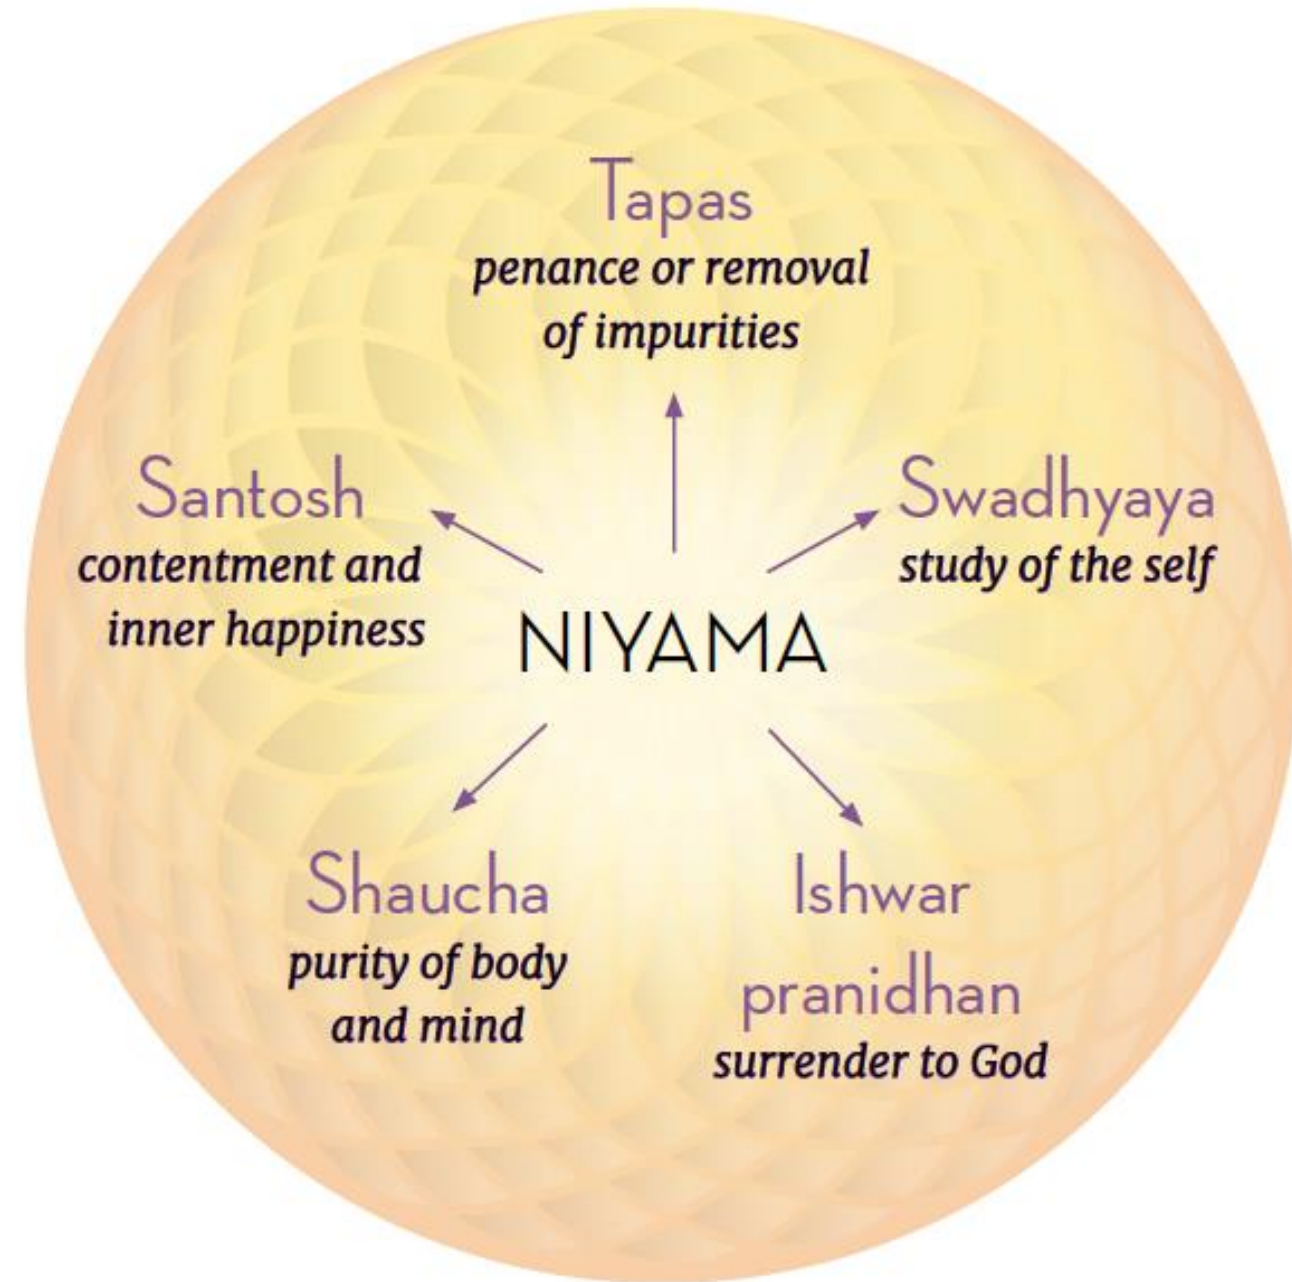 Tapas
penance or removal
of impurities
Santosh
contentment and
inner happiness
Swadhyaya
study of the self
NIYAMA
Shaucha
purity of body
and mind
Ishwar
pranidhan
surrender to God